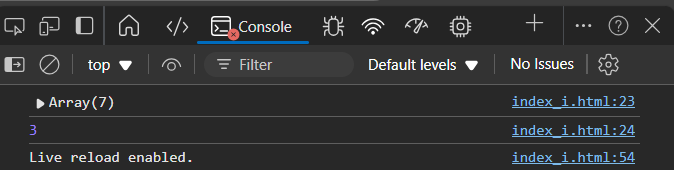 Console
top Filter Default levels No Issues
Array(7) index_i.html:23
3 index_i.html:24
Live reload enabled. index_i.html:54